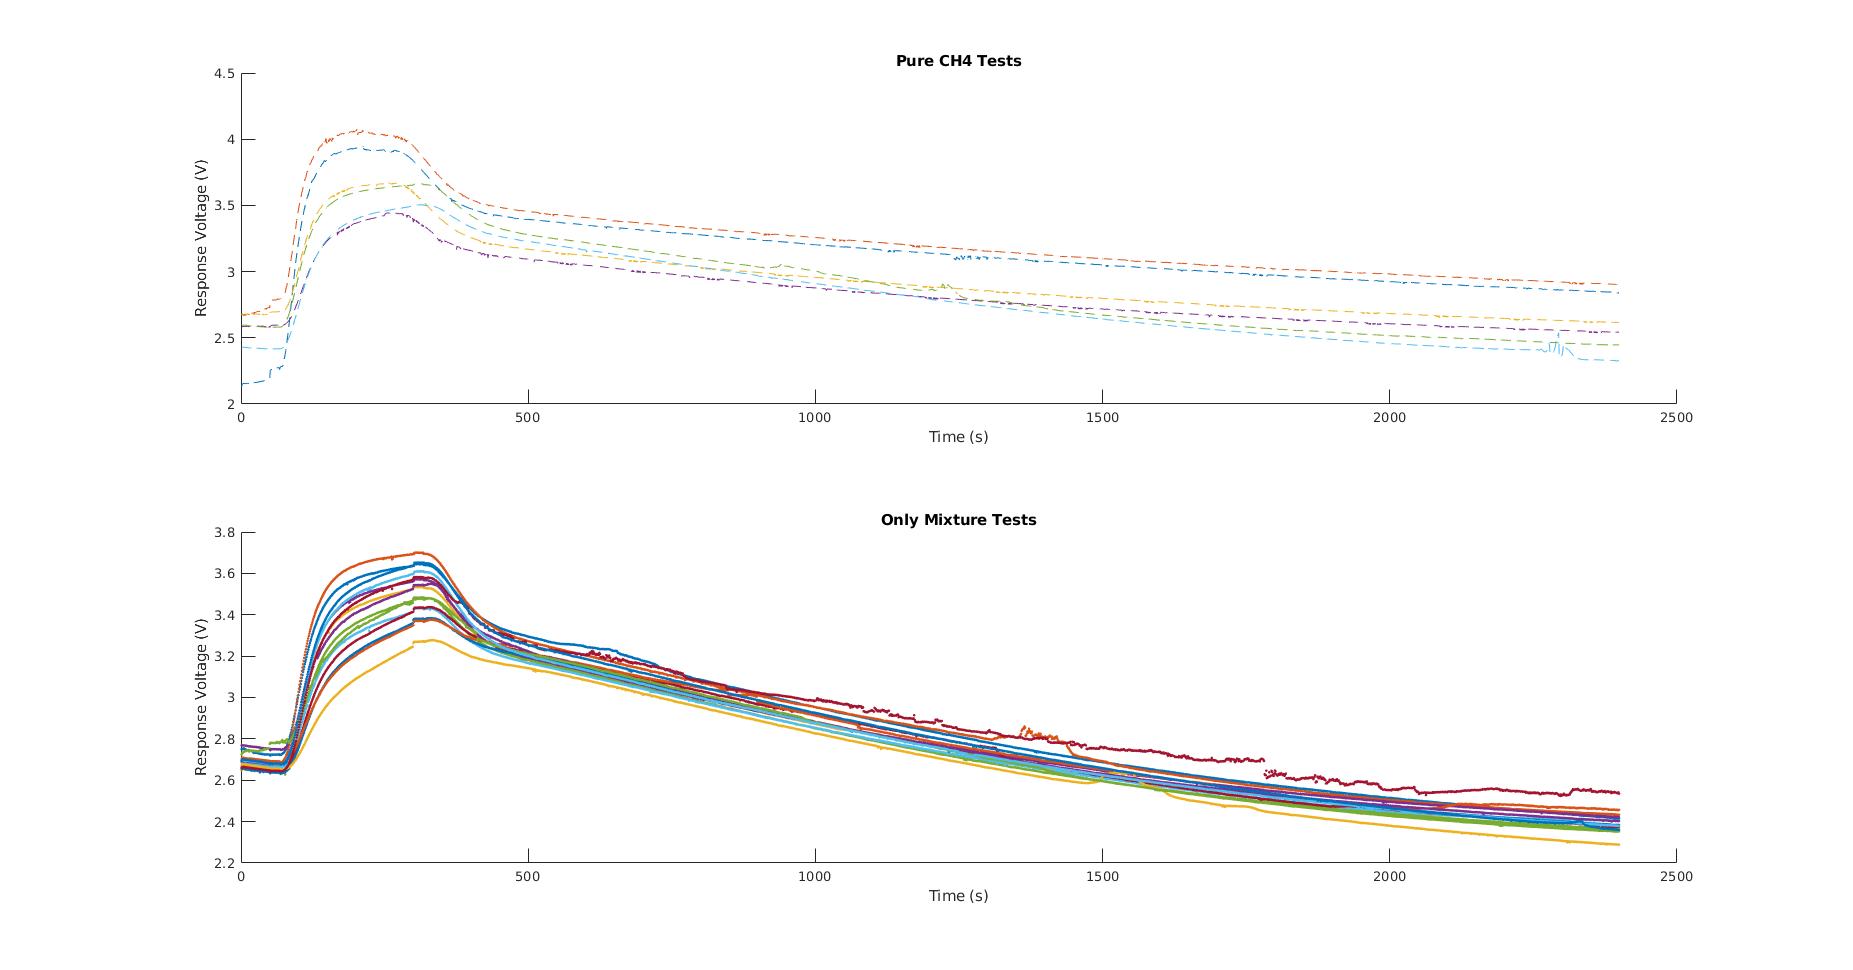 Pure CH4 Tests
4.5
4
3.5
3
2.5
2
Response Voltage (V)
0 500 1000 1500 2000 2500
Time (s)
Only Mixture Tests
3.8
3.6
3.4
3.2
3
2.8
2.6
2.4
2.2
Response Voltage (V)
0 500 1000 1500 2000 2500
Time (s)